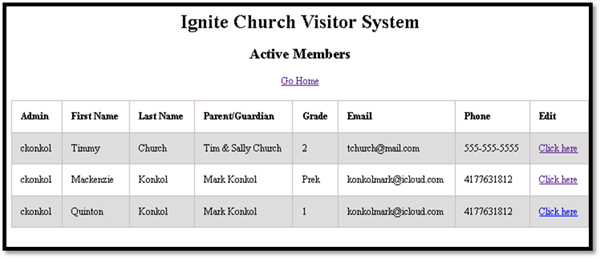 Ignite Church Visitor System
Active Members
Go Home
Admin First Name Last Name Parent/Guardian Grade Email Phone Edit
ckonkol Timmy Church Tim & Sally Church 2 tchurch@mail.com 555-555-5555 Click here
ckonkol Mackenzie Konkol Mark Konkol Prek konkolmark@icloud.com 4177631812 Click here
ckonkol Quinton Konkol Mark Konkol 1 konkolmark@icloud.com 4177631812 Click here